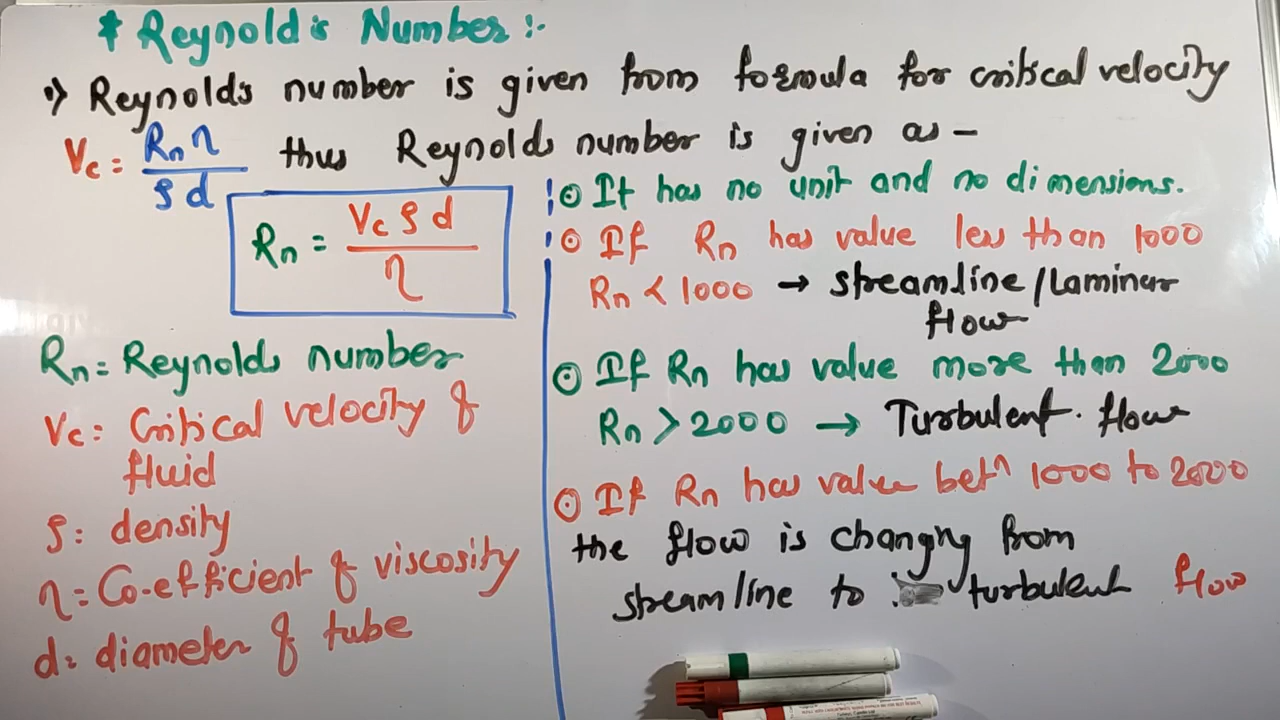 * Reynold's Number :-
•) Reynolds number is given from formula for critical velocity
Vc = Rn η / ρ d thus Reynolds number is given as –
Rn = Vc ρ d / η
Rn = Reynolds number
Vc = Critical velocity of
fluid
ρ = density
η = Co-efficient of viscosity
d = diameter of tube
⊙ It has no unit and no dimensions.
⊙ If Rn has value less than 1000
Rn < 1000 → streamline/Laminar
flow
⊙ If Rn has value more than 2000
Rn > 2000 → Turbulent flow
⊙ If Rn has value betⁿ 1000 to 2000
the flow is changng from
streamline to turbulent flow